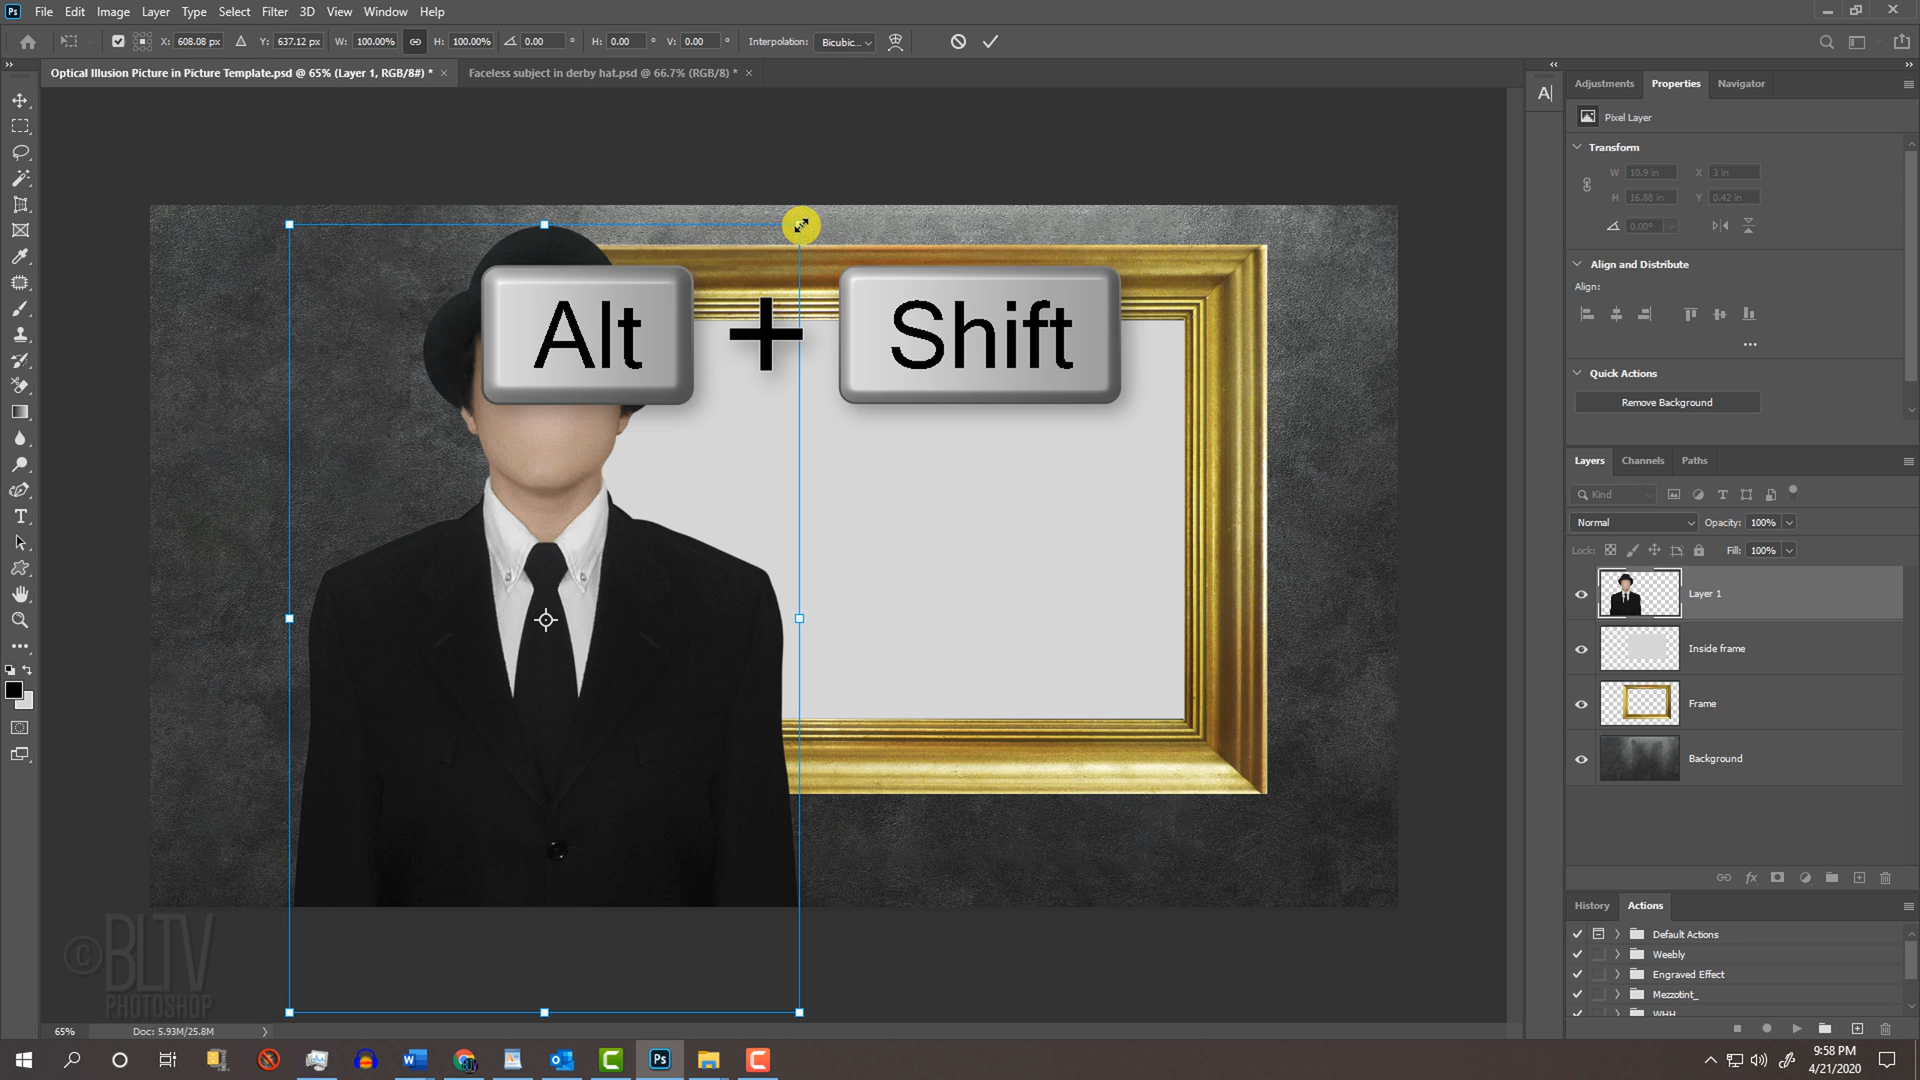 Ps File Edit Image Layer Type Select Filter 3D View Window Help
X: 608.08 px Y: 637.12 px W: 100.00% H: 100.00% 0.00 ° H: 0.00 ° V: 0.00 ° Interpolation: Bicubic...
Optical Illusion Picture in Picture Template.psd @ 65% (Layer 1, RGB/8#) * × Faceless subject in derby hat.psd @ 66.7% (RGB/8) * ×
Alt + Shift
A|
Adjustments Properties Navigator
Pixel Layer
Transform
W 10.9 in X 3 in
H 16.88 in Y 0.42 in
0.00°
Align and Distribute
Align:
Quick Actions
Remove Background
Layers Channels Paths
Kind
Normal Opacity: 100%
Lock: Fill: 100%
Layer 1
Inside frame
Frame
Background
History Actions
Default Actions
Weebly
Engraved Effect
Mezzotint_
WHH
©BLTV
PHOTOSHOP
65% Doc: 5.93M/25.8M
Ps
9:58 PM
4/21/2020